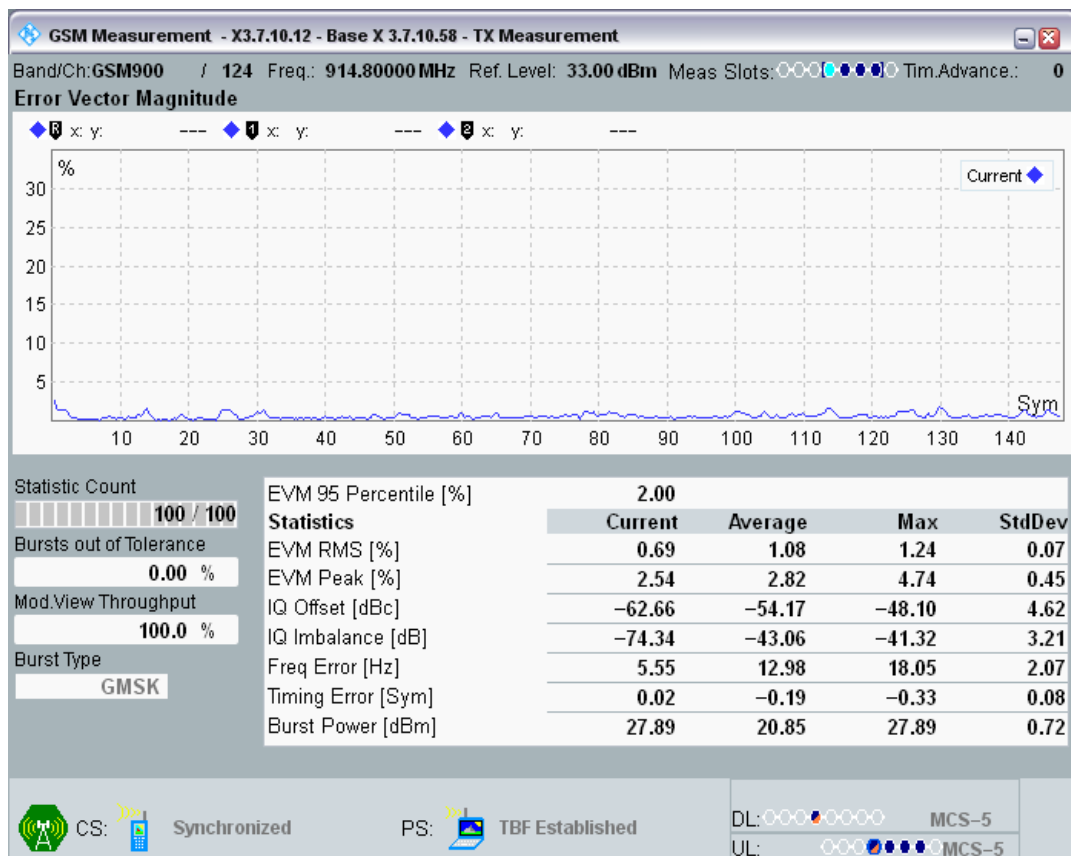 GSM Measurement - X3.7.10.12 - Base X 3.7.10.58 - TX Measurement
Band/Ch:GSM900 / 124 Freq.: 914.80000 MHz Ref. Level: 33.00 dBm Meas Slots: Tim.Advance.: 0
Error Vector Magnitude
R x: y: --- 1 x: y: --- 2 x: y: ---
%
Current
30
25
20
15
10
5
Sym
10 20 30 40 50 60 70 80 90 100 110 120 130 140
Statistic Count
100 / 100
Bursts out of Tolerance
0.00 %
Mod.View Throughput
100.0 %
Burst Type
GMSK
EVM 95 Percentile [%] 2.00
Statistics Current Average Max StdDev
EVM RMS [%] 0.69 1.08 1.24 0.07
EVM Peak [%] 2.54 2.82 4.74 0.45
IQ Offset [dBc] −62.66 −54.17 −48.10 4.62
IQ Imbalance [dB] −74.34 −43.06 −41.32 3.21
Freq Error [Hz] 5.55 12.98 18.05 2.07
Timing Error [Sym] 0.02 −0.19 −0.33 0.08
Burst Power [dBm] 27.89 20.85 27.89 0.72
CS: Synchronized PS: TBF Established
DL: MCS−5
UL: MCS−5